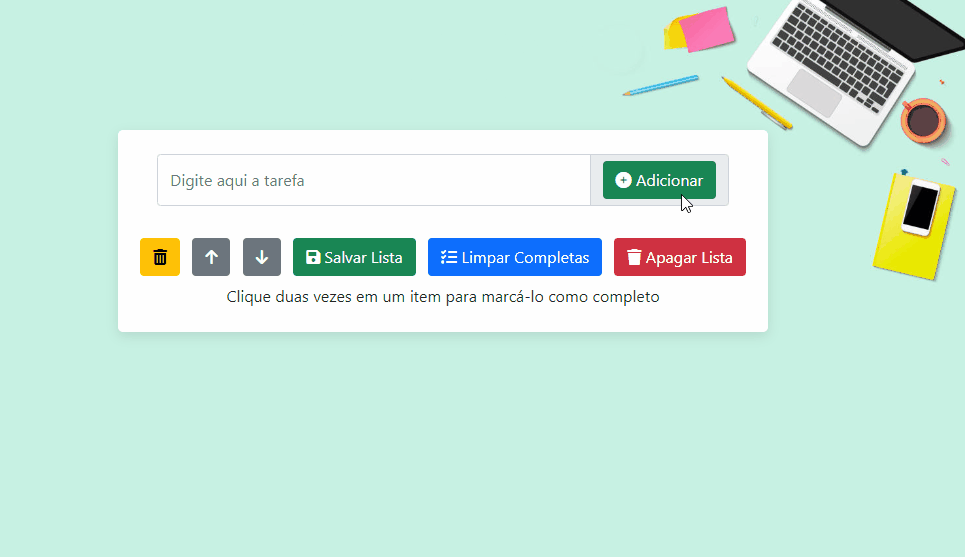 Digite aqui a tarefa
Adicionar
Salvar Lista
Limpar Completas
Apagar Lista
Clique duas vezes em um item para marcá-lo como completo